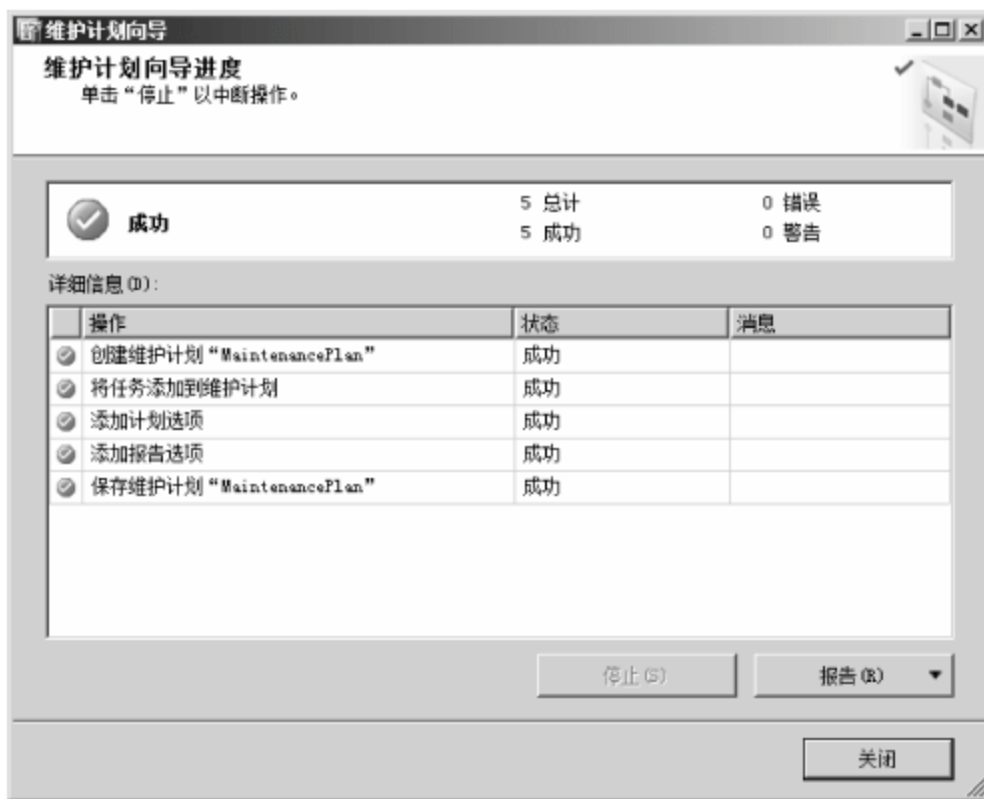 维护计划向导
维护计划向导进度
单击“停止”以中断操作。
成功
5 总计
0 错误
5 成功
0 警告
详细信息(D):
操作 状态 消息
创建维护计划“MaintenancePlan” 成功
将任务添加到维护计划 成功
添加计划选项 成功
添加报告选项 成功
保存维护计划“MaintenancePlan” 成功
停止(S)
报告(R)
关闭